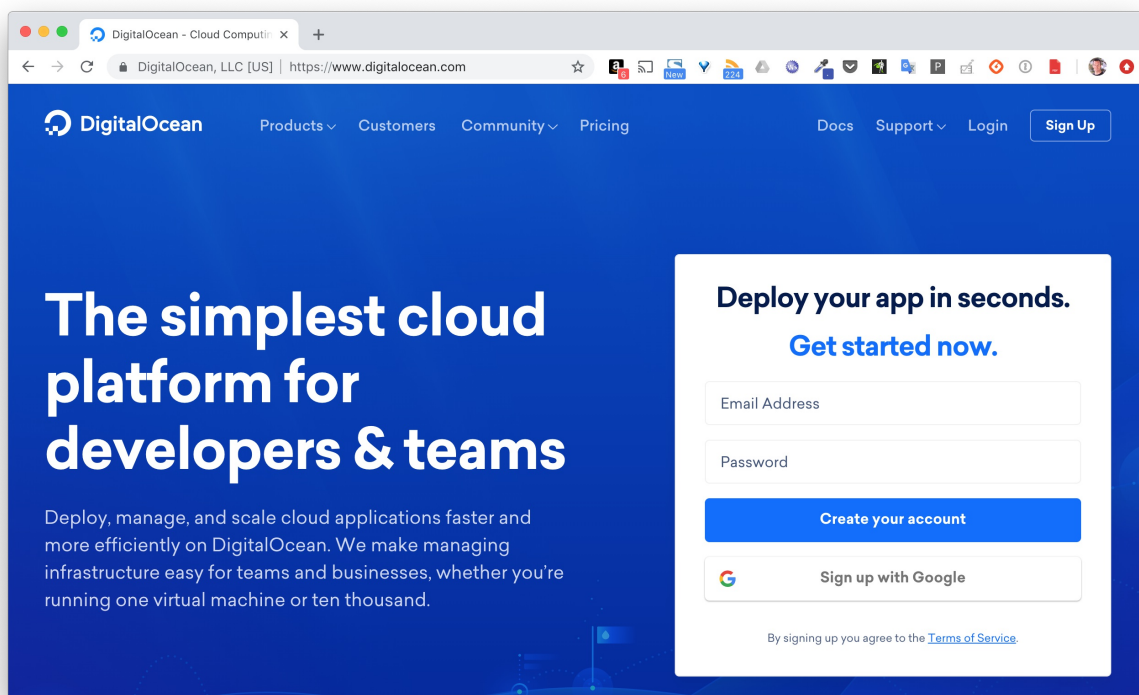 DigitalOcean - Cloud Computin
DigitalOcean, LLC [US] | https://www.digitalocean.com
6
New
224
DigitalOcean
Products
Customers
Community
Pricing
Docs
Support
Login
Sign Up
The simplest cloud
platform for
developers & teams
Deploy, manage, and scale cloud applications faster and
more efficiently on DigitalOcean. We make managing
infrastructure easy for teams and businesses, whether you're
running one virtual machine or ten thousand.
Deploy your app in seconds.
Get started now.
Email Address
Password
Create your account
Sign up with Google
By signing up you agree to the Terms of Service.